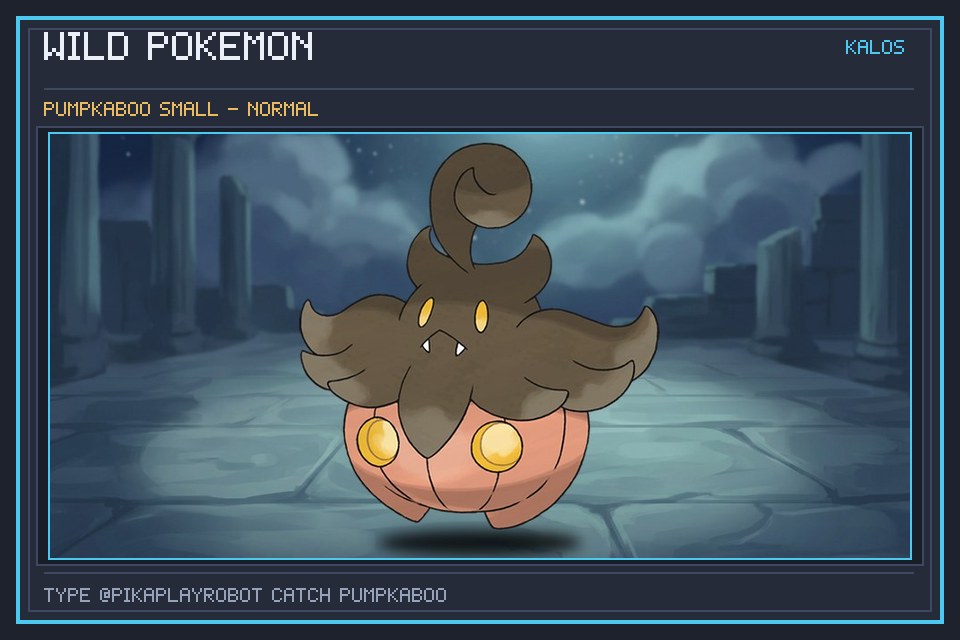 WILD POKEMON
KALOS
PUMPKABOO SMALL - NORMAL
TYPE @PIKAPLAYROBOT CATCH PUMPKABOO